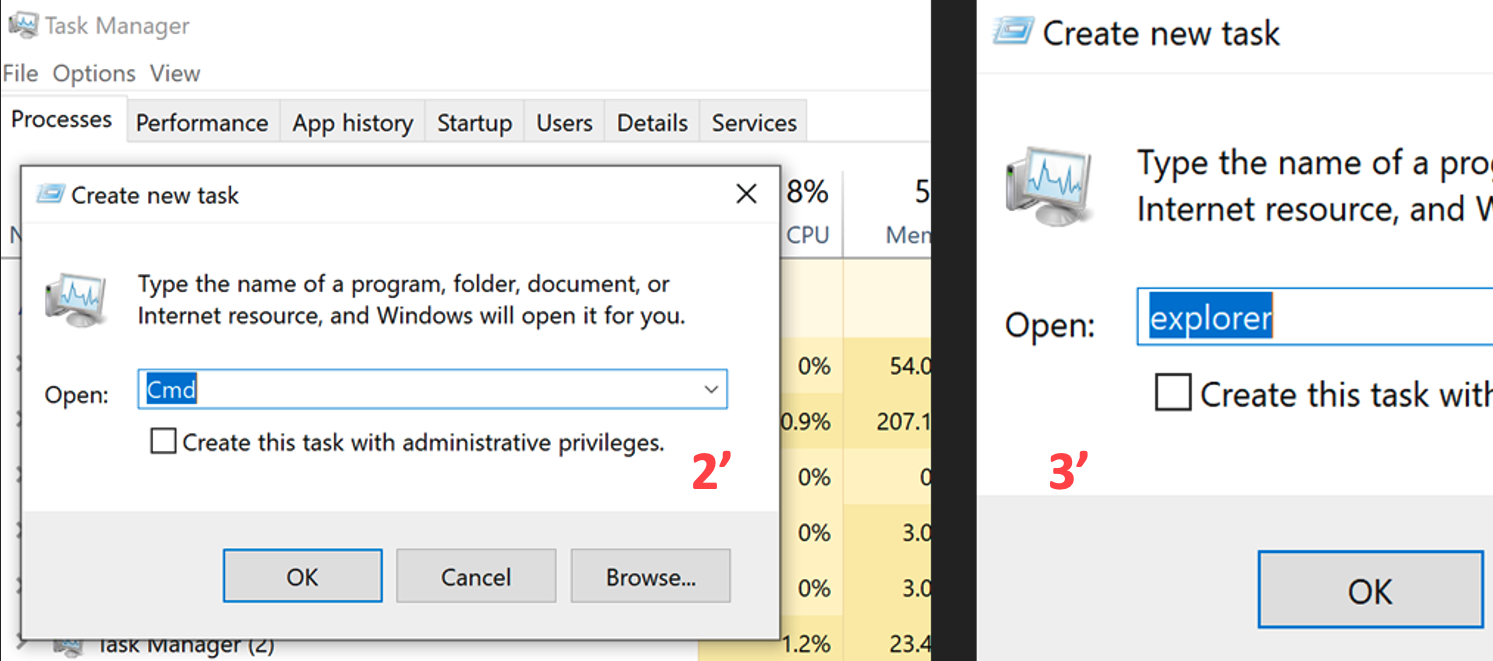 Task Manager
File Options View
Processes Performance App history Startup Users Details Services
Create new task
8%
CPU
Type the name of a program, folder, document, or
Internet resource, and Windows will open it for you.
Open: Cmd
Create this task with administrative privileges.
2’
OK Cancel Browse...
0% 54.0
0.9% 207.1
0% 0
0% 3.0
0% 3.0
Task Manager (2) 1.2% 23.4
Create new task
Type the name of a
Internet resource, and
Open: explorer
Create this task
3’
OK